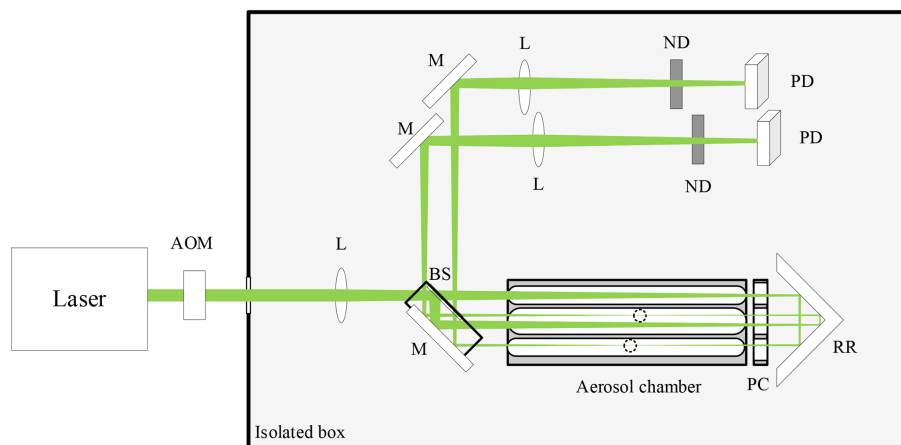 L
ND
M
PD
M
PD
L
ND
AOM
L
BS
Laser
M
RR
Aerosol chamber
PC
Isolated box